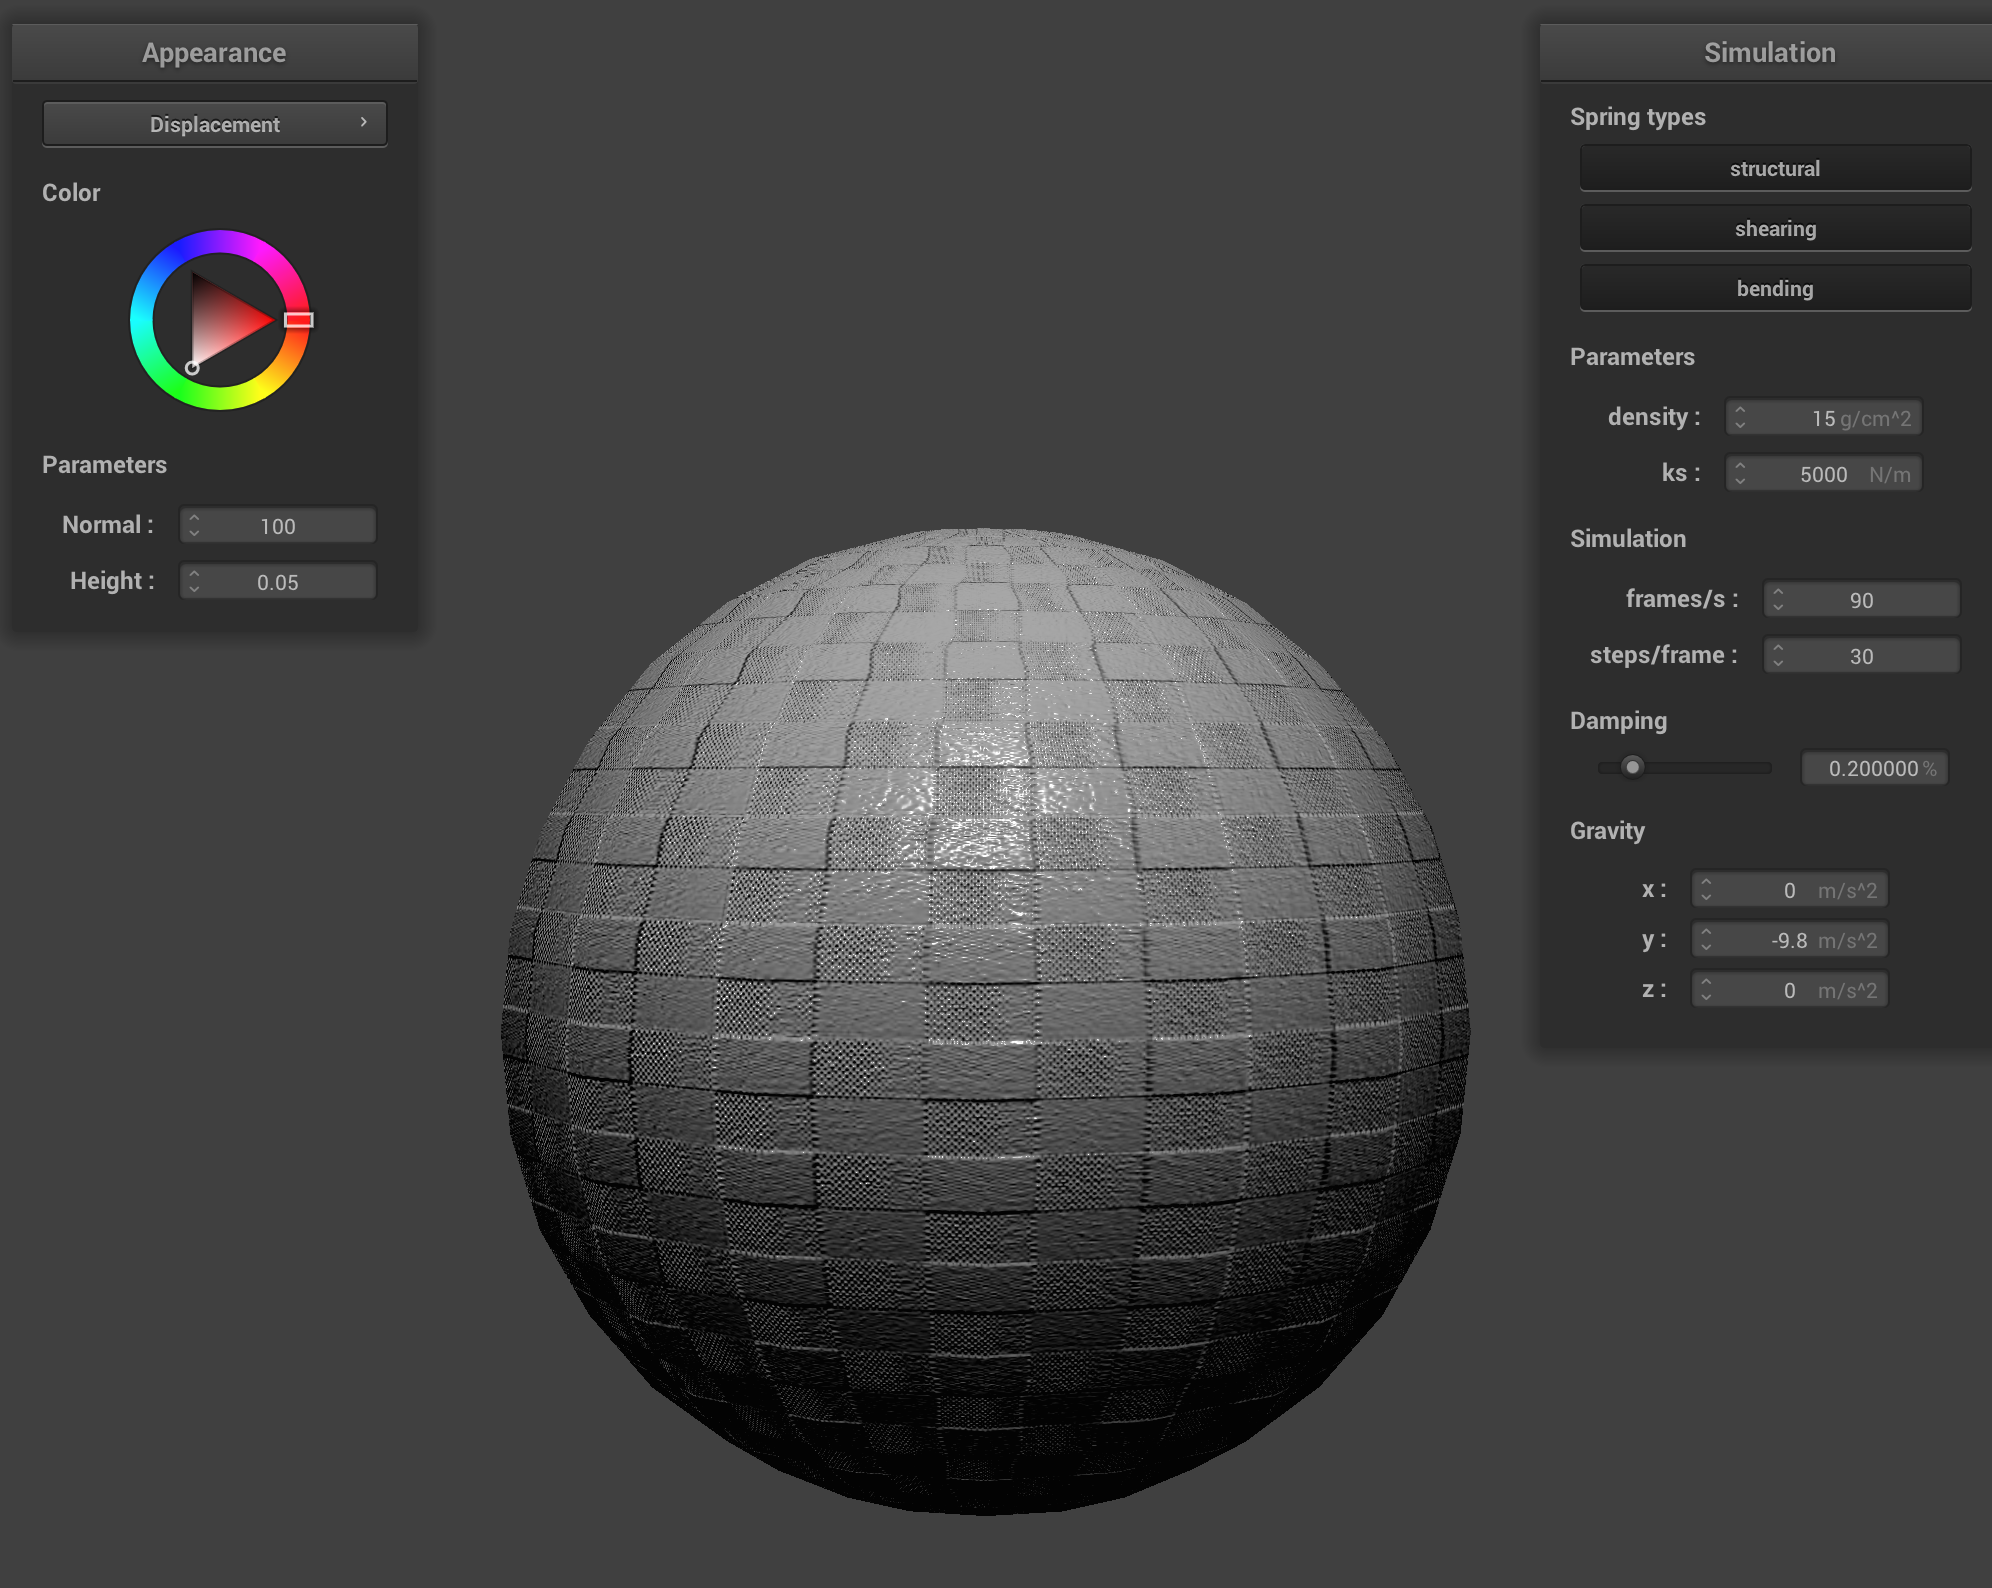 Appearance
Displacement
Color
Parameters
Normal : 100
Height : 0.05
Simulation
Spring types
structural
shearing
bending
Parameters
density : 15 g/cm^2
ks : 5000 N/m
Simulation
frames/s : 90
steps/frame : 30
Damping
0.200000 %
Gravity
x : 0 m/s^2
y : -9.8 m/s^2
z : 0 m/s^2